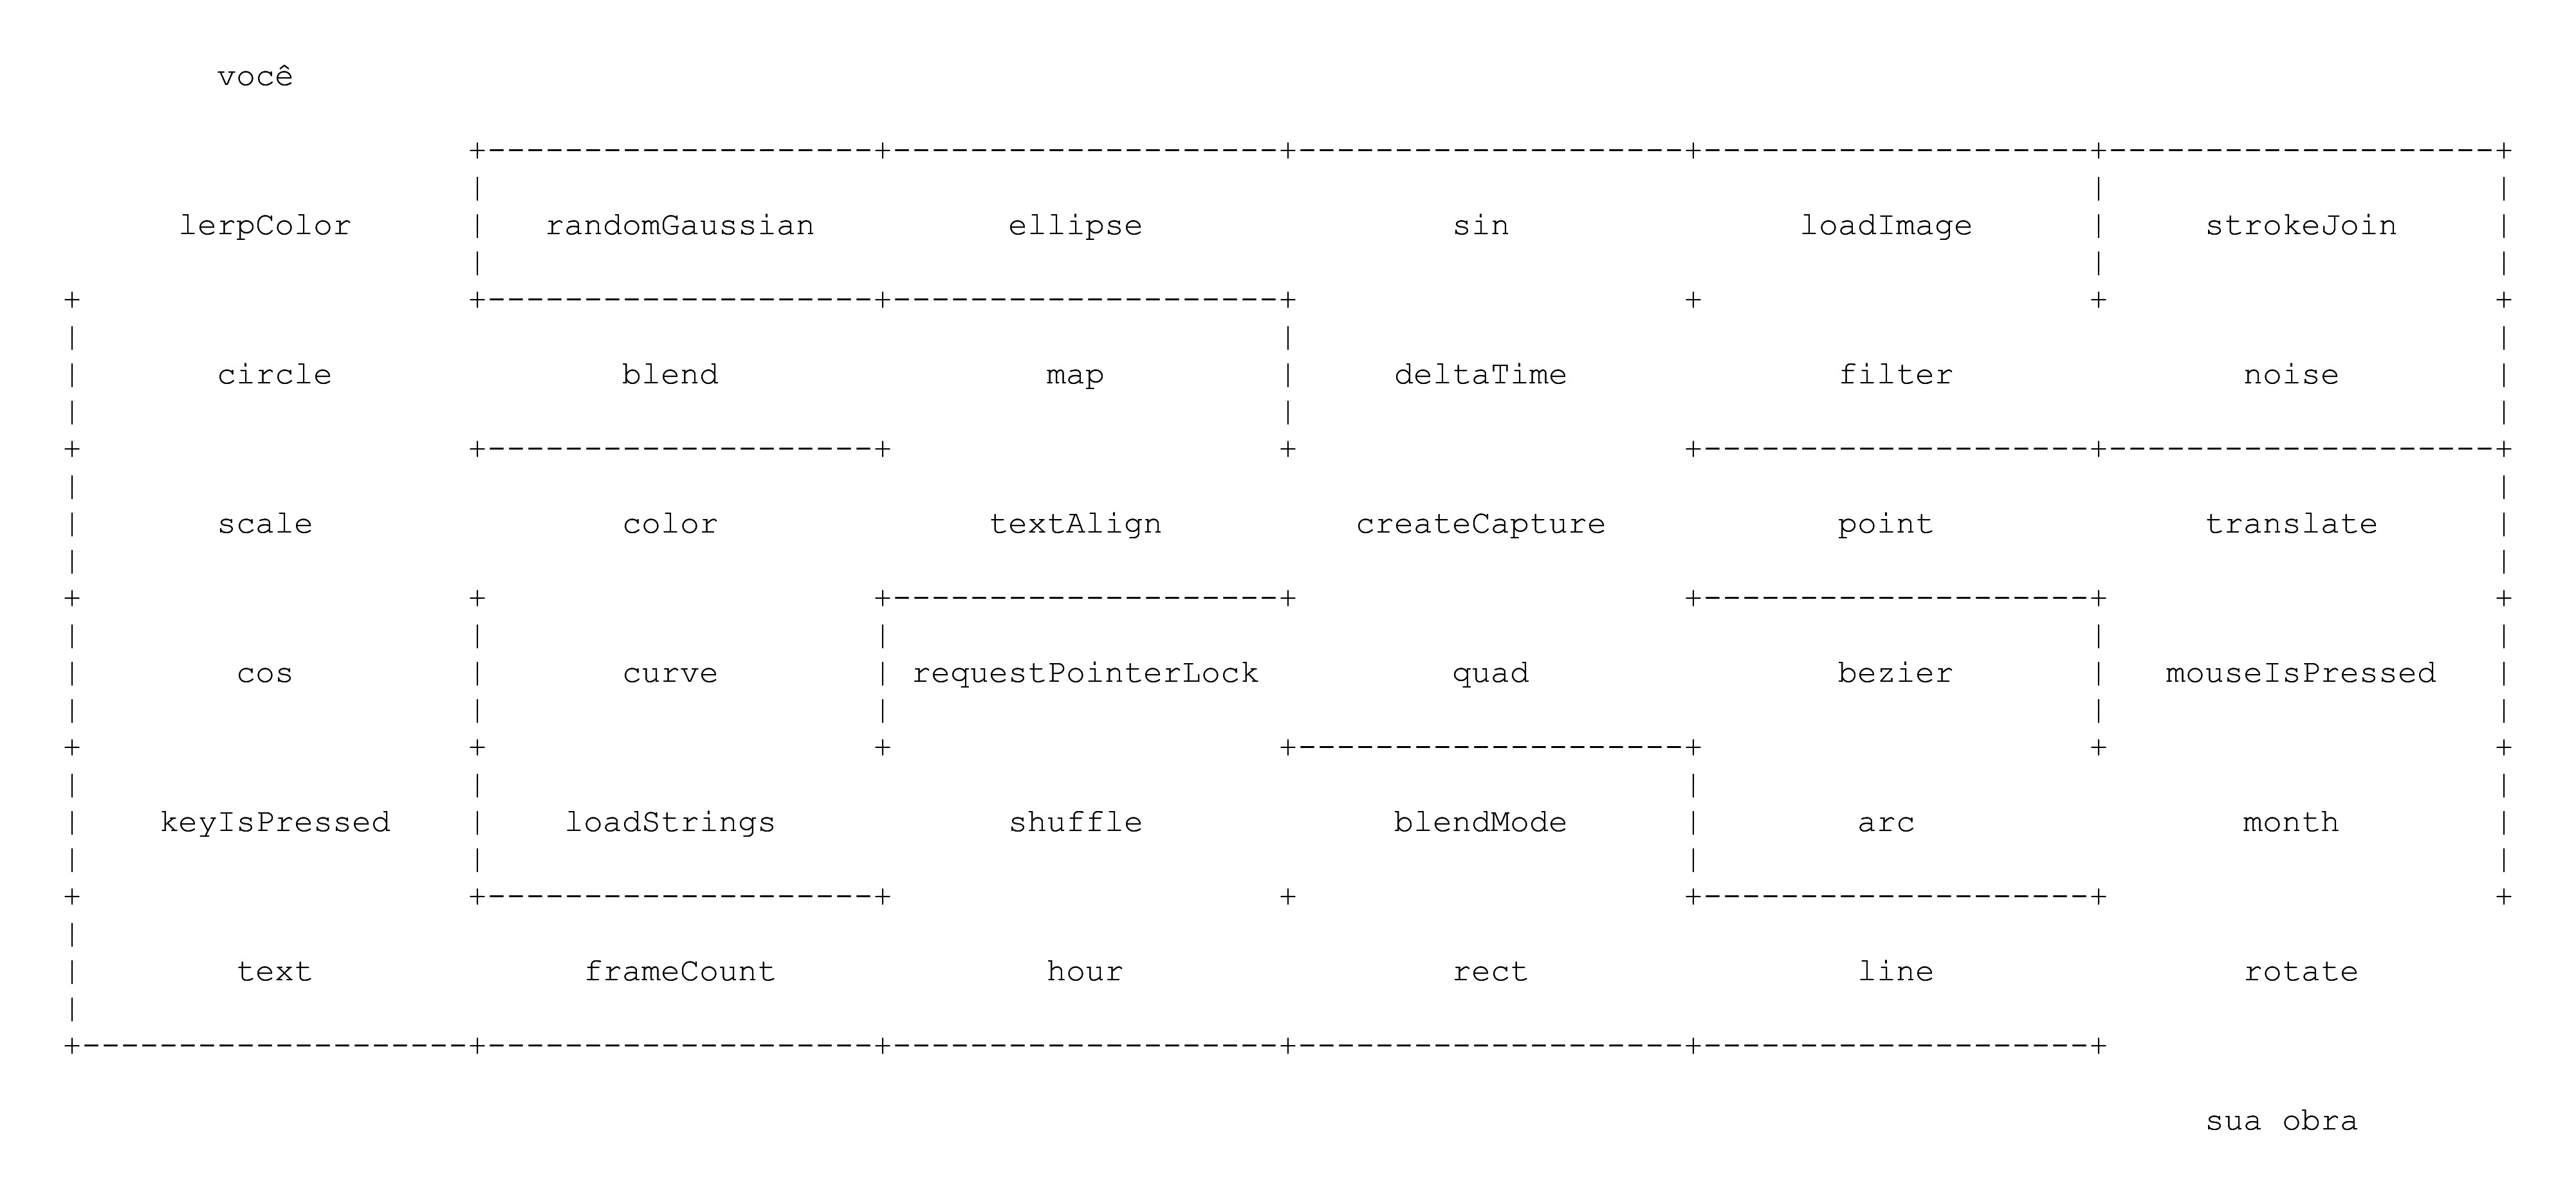 você
lerpColor randomGaussian ellipse sin loadImage strokeJoin
circle blend map deltaTime filter noise
scale color textAlign createCapture point translate
cos curve requestPointerLock quad bezier mouseIsPressed
keyIsPressed loadStrings shuffle blendMode arc month
text frameCount hour rect line rotate
sua obra